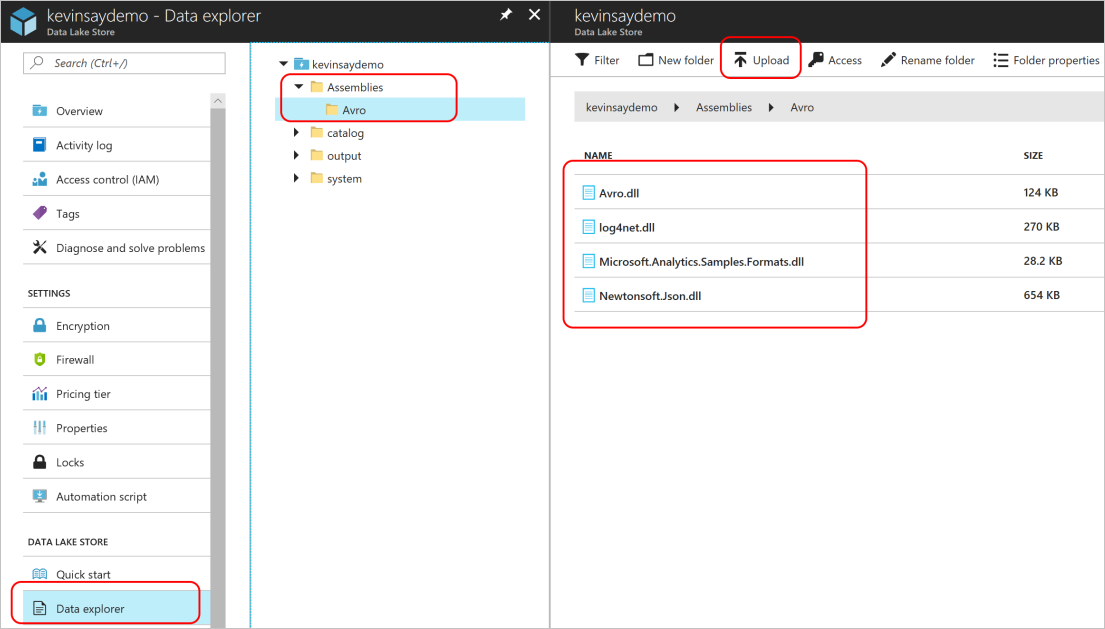 kevinsaydemo - Data explorer
Data Lake Store
Search (Ctrl+/)
Overview
Activity log
Access control (IAM)
Tags
Diagnose and solve problems
SETTINGS
Encryption
Firewall
Pricing tier
Properties
Locks
Automation script
DATA LAKE STORE
Quick start
Data explorer
kevinsaydemo
Assemblies
Avro
catalog
output
system
kevinsaydemo
Data Lake Store
Filter New folder Upload Access Rename folder Folder properties
kevinsaydemo Assemblies Avro
NAME SIZE
Avro.dll 124 KB
log4net.dll 270 KB
Microsoft.Analytics.Samples.Formats.dll 28.2 KB
Newtonsoft.Json.dll 654 KB